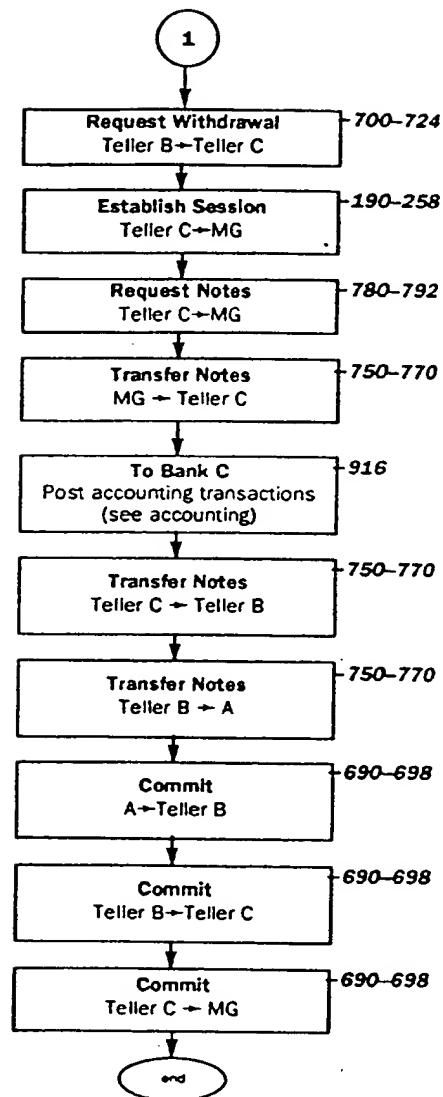 1
Request Withdrawal
Teller B→Teller C
700–724
Establish Session
Teller C→MG
190–258
Request Notes
Teller C→MG
780–792
Transfer Notes
MG → Teller C
750–770
To Bank C
Post accounting transactions
(see accounting)
916
Transfer Notes
Teller C → Teller B
750–770
Transfer Notes
Teller B → A
750–770
Commit
A→Teller B
690–698
Commit
Teller B→Teller C
690–698
Commit
Teller C → MG
690–698
end